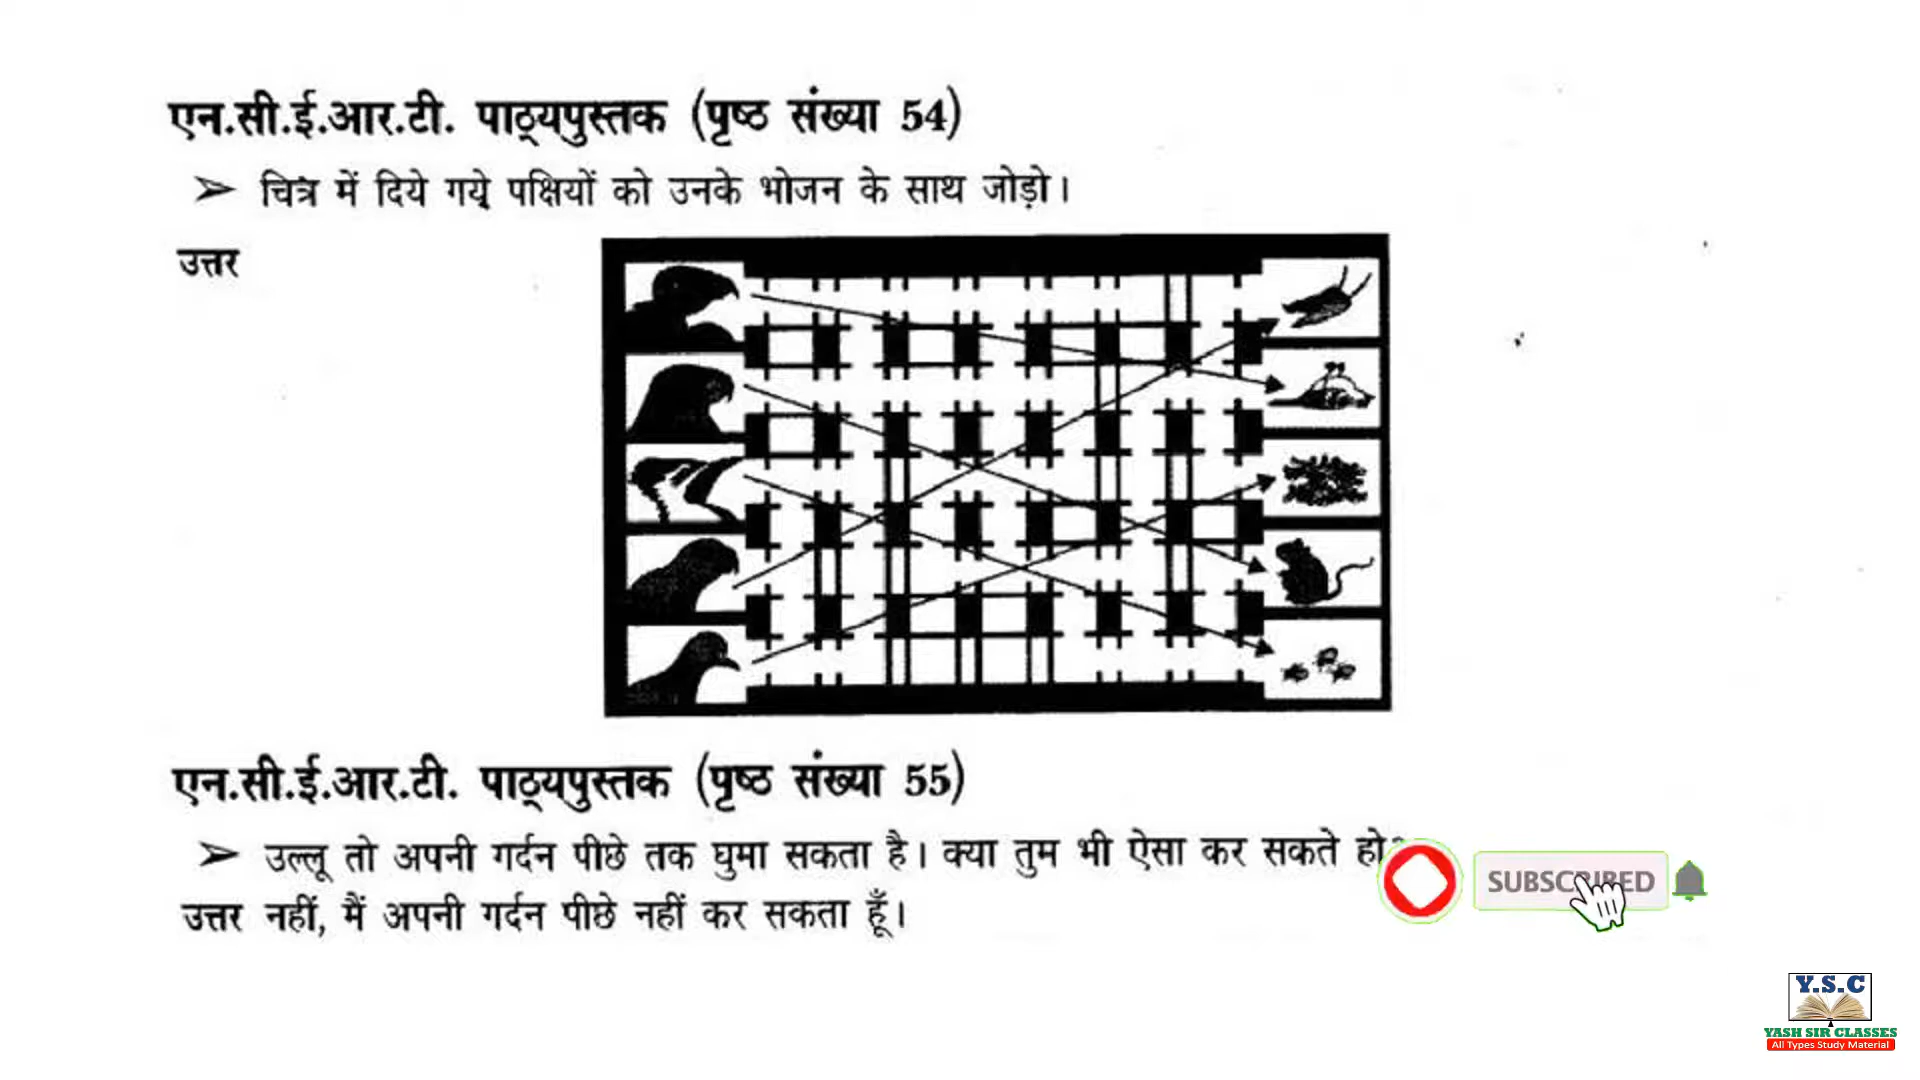 एन.सी.ई.आर.टी. पाठ्यपुस्तक (पृष्ठ संख्या 54)
➢ चित्र में दिये गये पक्षियों को उनके भोजन के साथ जोड़ो।
उत्तर
एन.सी.ई.आर.टी. पाठ्यपुस्तक (पृष्ठ संख्या 55)
➢ उल्लू तो अपनी गर्दन पीछे तक घुमा सकता है। क्या तुम भी ऐसा कर सकते हो?
SUBSCRIBED
उत्तर नहीं, मैं अपनी गर्दन पीछे नहीं कर सकता हूँ।
Y.S.C
YASH SIR CLASSES
All Types Study Material